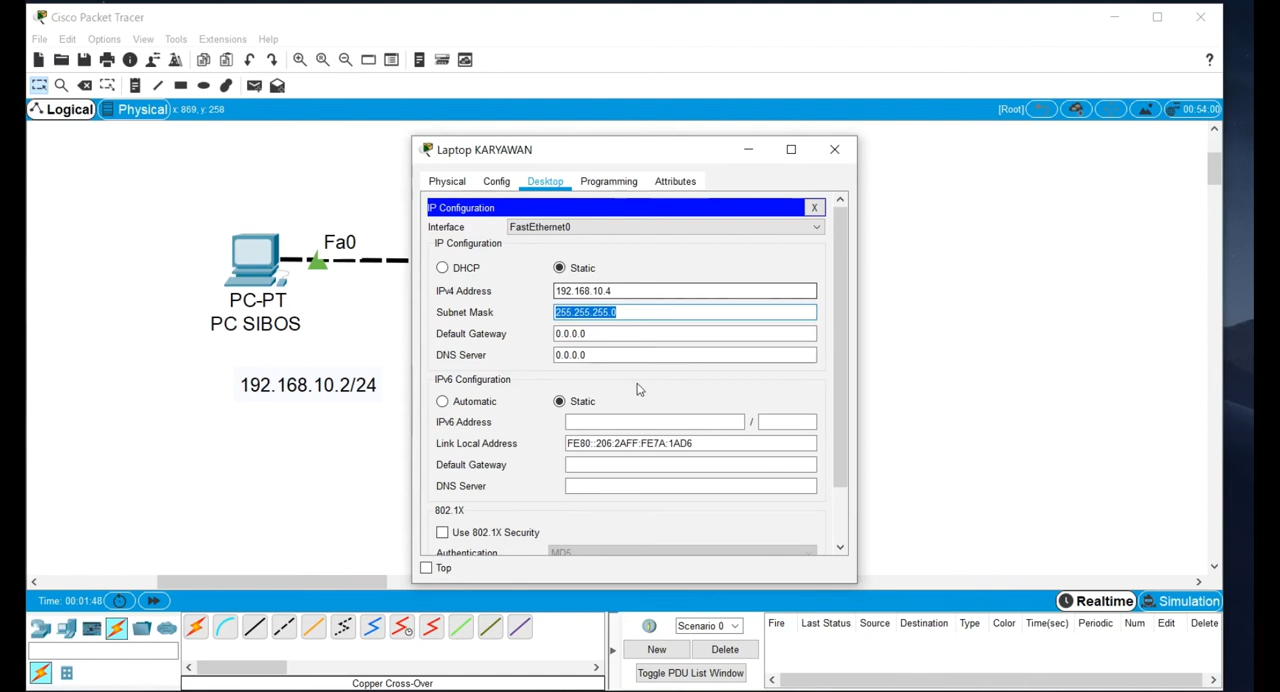 Cisco Packet Tracer
File Edit Options View Tools Extensions Help
?
Logical Physical x: 869, y: 258 [Root] 00:54:00
Laptop KARYAWAN
Physical Config Desktop Programming Attributes
IP Configuration X
Interface FastEthernet0
IP Configuration
DHCP Static
IPv4 Address 192.168.10.4
Subnet Mask 255.255.255.0
Default Gateway 0.0.0.0
DNS Server 0.0.0.0
IPv6 Configuration
Automatic Static
IPv6 Address /
Link Local Address FE80::206:2AFF:FE7A:1AD6
Default Gateway
DNS Server
802.1X
Use 802.1X Security
Authentication MD5
Top
Fa0
PC-PT
PC SIBOS
192.168.10.2/24
Time: 00:01:48 Realtime Simulation
Scenario 0
New Delete
Toggle PDU List Window
Fire Last Status Source Destination Type Color Time(sec) Periodic Num Edit Delete
Copper Cross-Over